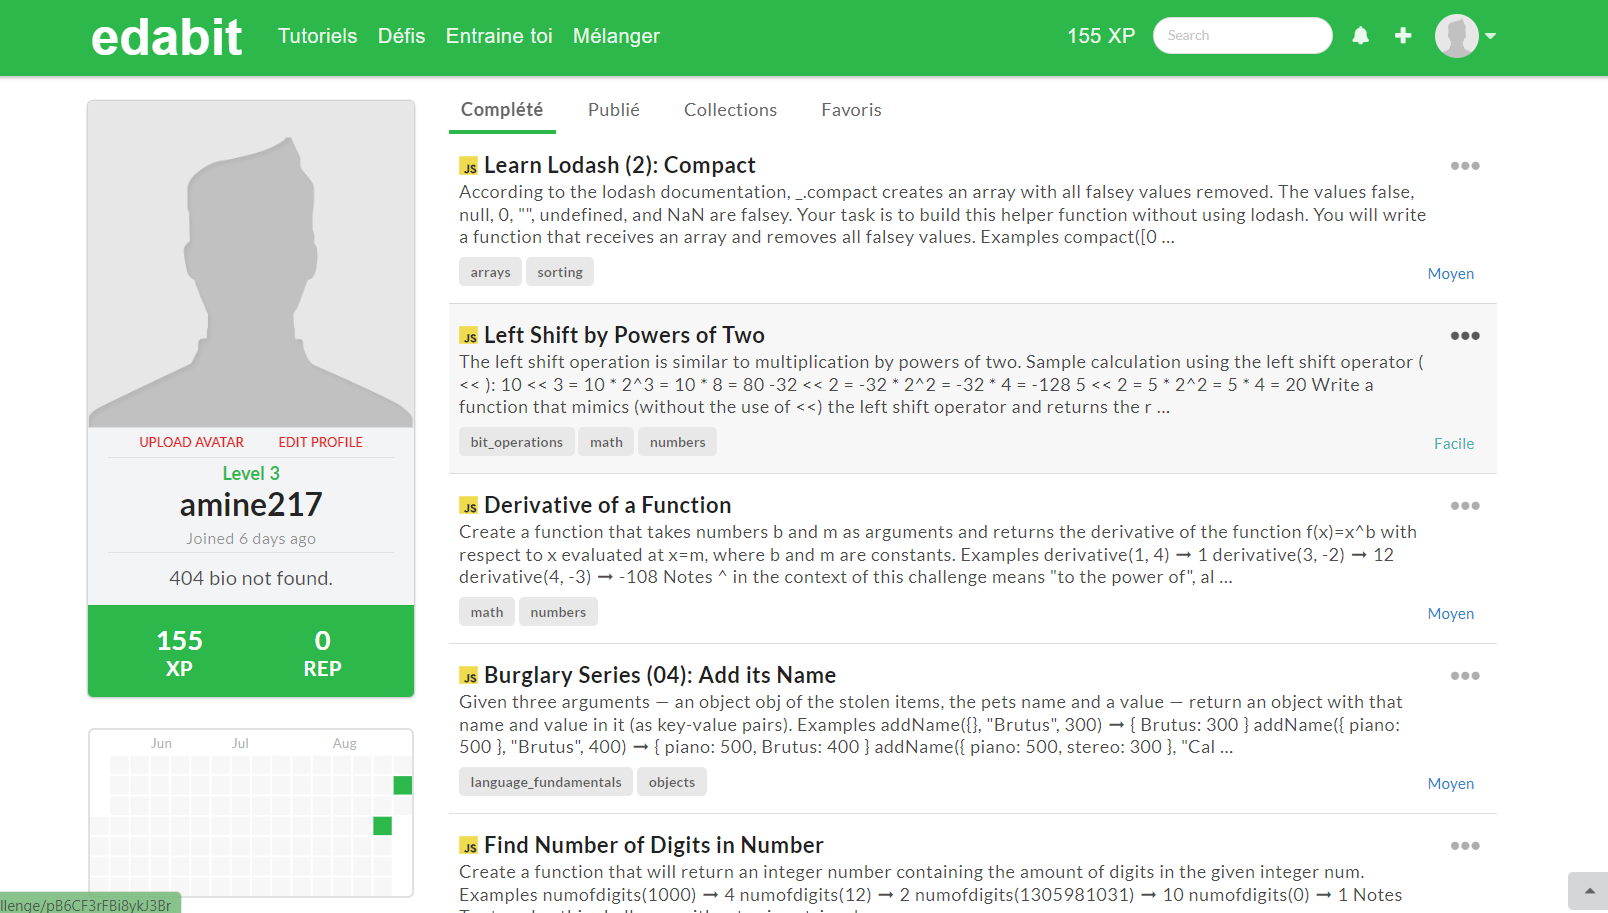 edabit Tutoriels Défis Entraine toi Mélanger 155 XP Search
Complété Publié Collections Favoris
UPLOAD AVATAR EDIT PROFILE
Level 3
amine217
Joined 6 days ago
404 bio not found.
155 0
XP REP
Jun Jul Aug
JS Learn Lodash (2): Compact
According to the lodash documentation, _.compact creates an array with all falsey values removed. The values false,
null, 0, "", undefined, and NaN are falsey. Your task is to build this helper function without using lodash. You will write
a function that receives an array and removes all falsey values. Examples compact([0 ...
arrays sorting
Moyen
JS Left Shift by Powers of Two
The left shift operation is similar to multiplication by powers of two. Sample calculation using the left shift operator (
<< ): 10 << 3 = 10 * 2^3 = 10 * 8 = 80 -32 << 2 = -32 * 2^2 = -32 * 4 = -128 5 << 2 = 5 * 2^2 = 5 * 4 = 20 Write a
function that mimics (without the use of <<) the left shift operator and returns the r ...
bit_operations math numbers
Facile
JS Derivative of a Function
Create a function that takes numbers b and m as arguments and returns the derivative of the function f(x)=x^b with
respect to x evaluated at x=m, where b and m are constants. Examples derivative(1, 4) ➞ 1 derivative(3, -2) ➞ 12
derivative(4, -3) ➞ -108 Notes ^ in the context of this challenge means "to the power of", al ...
math numbers
Moyen
JS Burglary Series (04): Add its Name
Given three arguments — an object obj of the stolen items, the pets name and a value — return an object with that
name and value in it (as key-value pairs). Examples addName({}, "Brutus", 300) ➞ { Brutus: 300 } addName({ piano:
500 }, "Brutus", 400) ➞ { piano: 500, Brutus: 400 } addName({ piano: 500, stereo: 300 }, "Cal ...
language_fundamentals objects
Moyen
JS Find Number of Digits in Number
Create a function that will return an integer number containing the amount of digits in the given integer num.
Examples numofdigits(1000) ➞ 4 numofdigits(12) ➞ 2 numofdigits(1305981031) ➞ 10 numofdigits(0) ➞ 1 Notes
llenge/pB6CF3rFBi8ykJ3Br